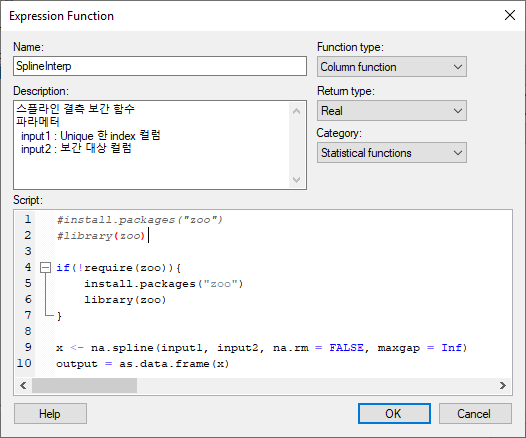 Expression Function
Name:
SplineInterp
Function type:
Column function
Description:
스플라인 결측 보간 함수
파라메터
input1 : Unique 한 index 컬럼
input2 : 보간 대상 컬럼
Return type:
Real
Category:
Statistical functions
Script:
1 #install.packages("zoo")
2 #library(zoo)
3
4 if(!require(zoo)){
5     install.packages("zoo")
6     library(zoo)
7 }
8
9 x <- na.spline(input1, input2, na.rm = FALSE, maxgap = Inf)
10 output = as.data.frame(x)
Help
OK
Cancel